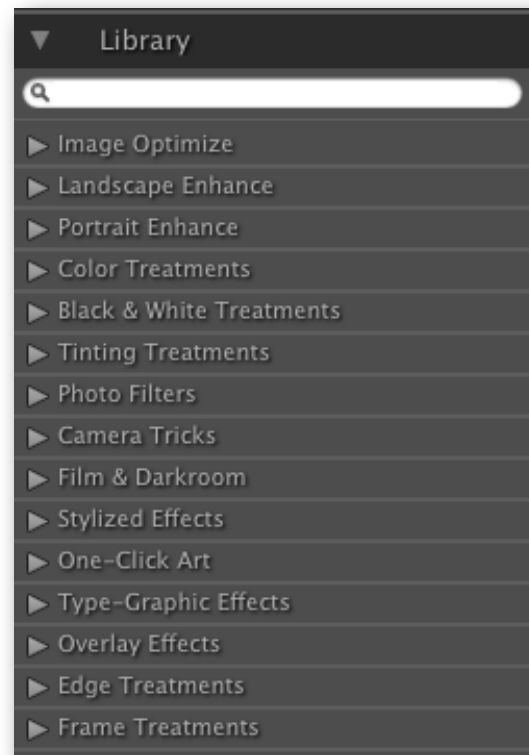 Library
Image Optimize
Landscape Enhance
Portrait Enhance
Color Treatments
Black & White Treatments
Tinting Treatments
Photo Filters
Camera Tricks
Film & Darkroom
Stylized Effects
One-Click Art
Type-Graphic Effects
Overlay Effects
Edge Treatments
Frame Treatments